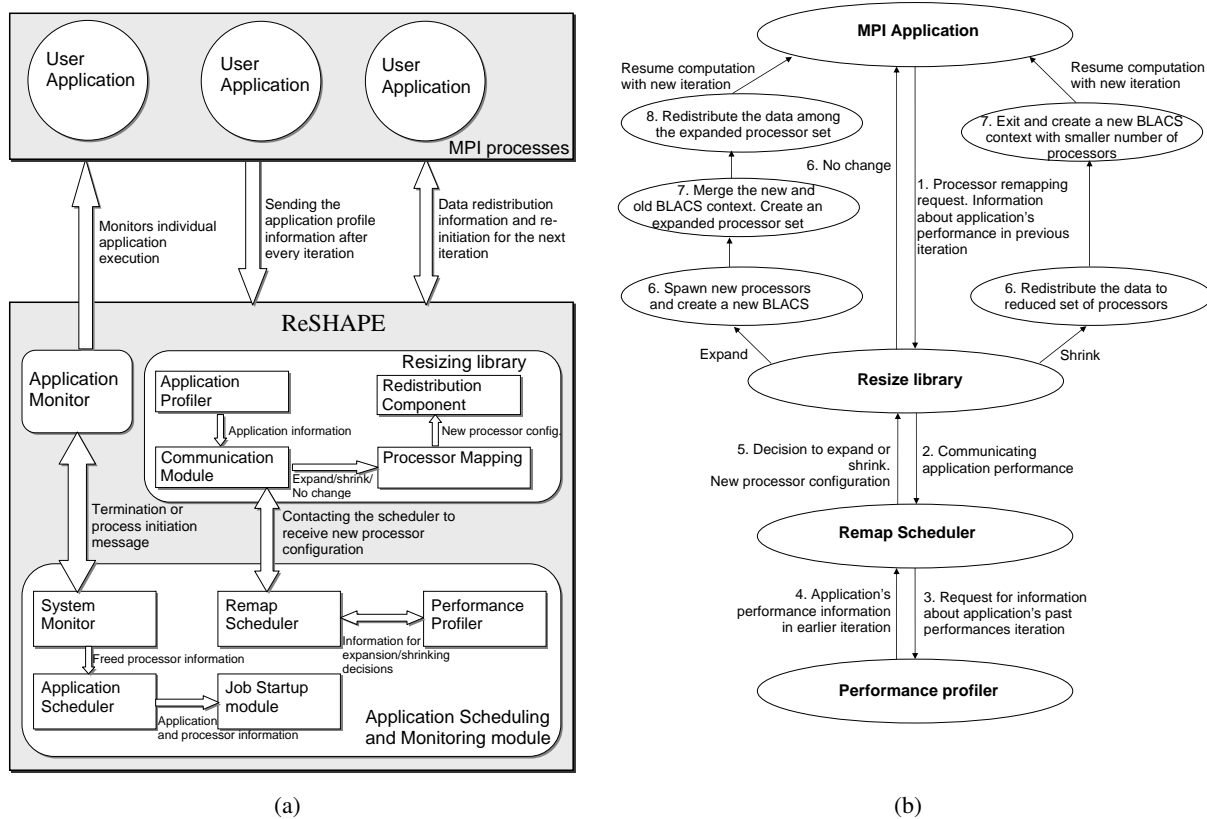 User
Application
User
Application
User
Application
MPI processes
Monitors individual
application
execution
Sending the
application profile
information after
every iteration
Data redistribution
information and re-
initiation for the next
iteration
ReSHAPE
Application
Monitor
Resizing library
Application
Profiler
Redistribution
Component
Application information
New processor config.
Communication
Module
Processor Mapping
Expand/shrink/
No change
Termination or
process initiation
message
Contacting the scheduler to
receive new processor
configuration
System
Monitor
Remap
Scheduler
Performance
Profiler
Information for
expansion/shrinking
decisions
Freed processor information
Application
Scheduler
Job Startup
module
Application
and processor information
Application Scheduling
and Monitoring module
(a)
MPI Application
Resume computation
with new iteration
Resume computation
with new iteration
8. Redistribute the data among
the expanded processor set
7. Exit and create a new BLACS
context with smaller number of
processors
6. No change
1. Processor remapping
request. Information
about application's
performance in previous
iteration
7. Merge the new and
old BLACS context. Create an
expanded processor set
6. Spawn new processors
and create a new BLACS
6. Redistribute the data to
reduced set of processors
Expand
Shrink
Resize library
5. Decision to expand or
shrink.
New processor configuration
2. Communicating
application performance
Remap Scheduler
4. Application's
performance information
in earlier iteration
3. Request for information
about application's past
performances iteration
Performance profiler
(b)